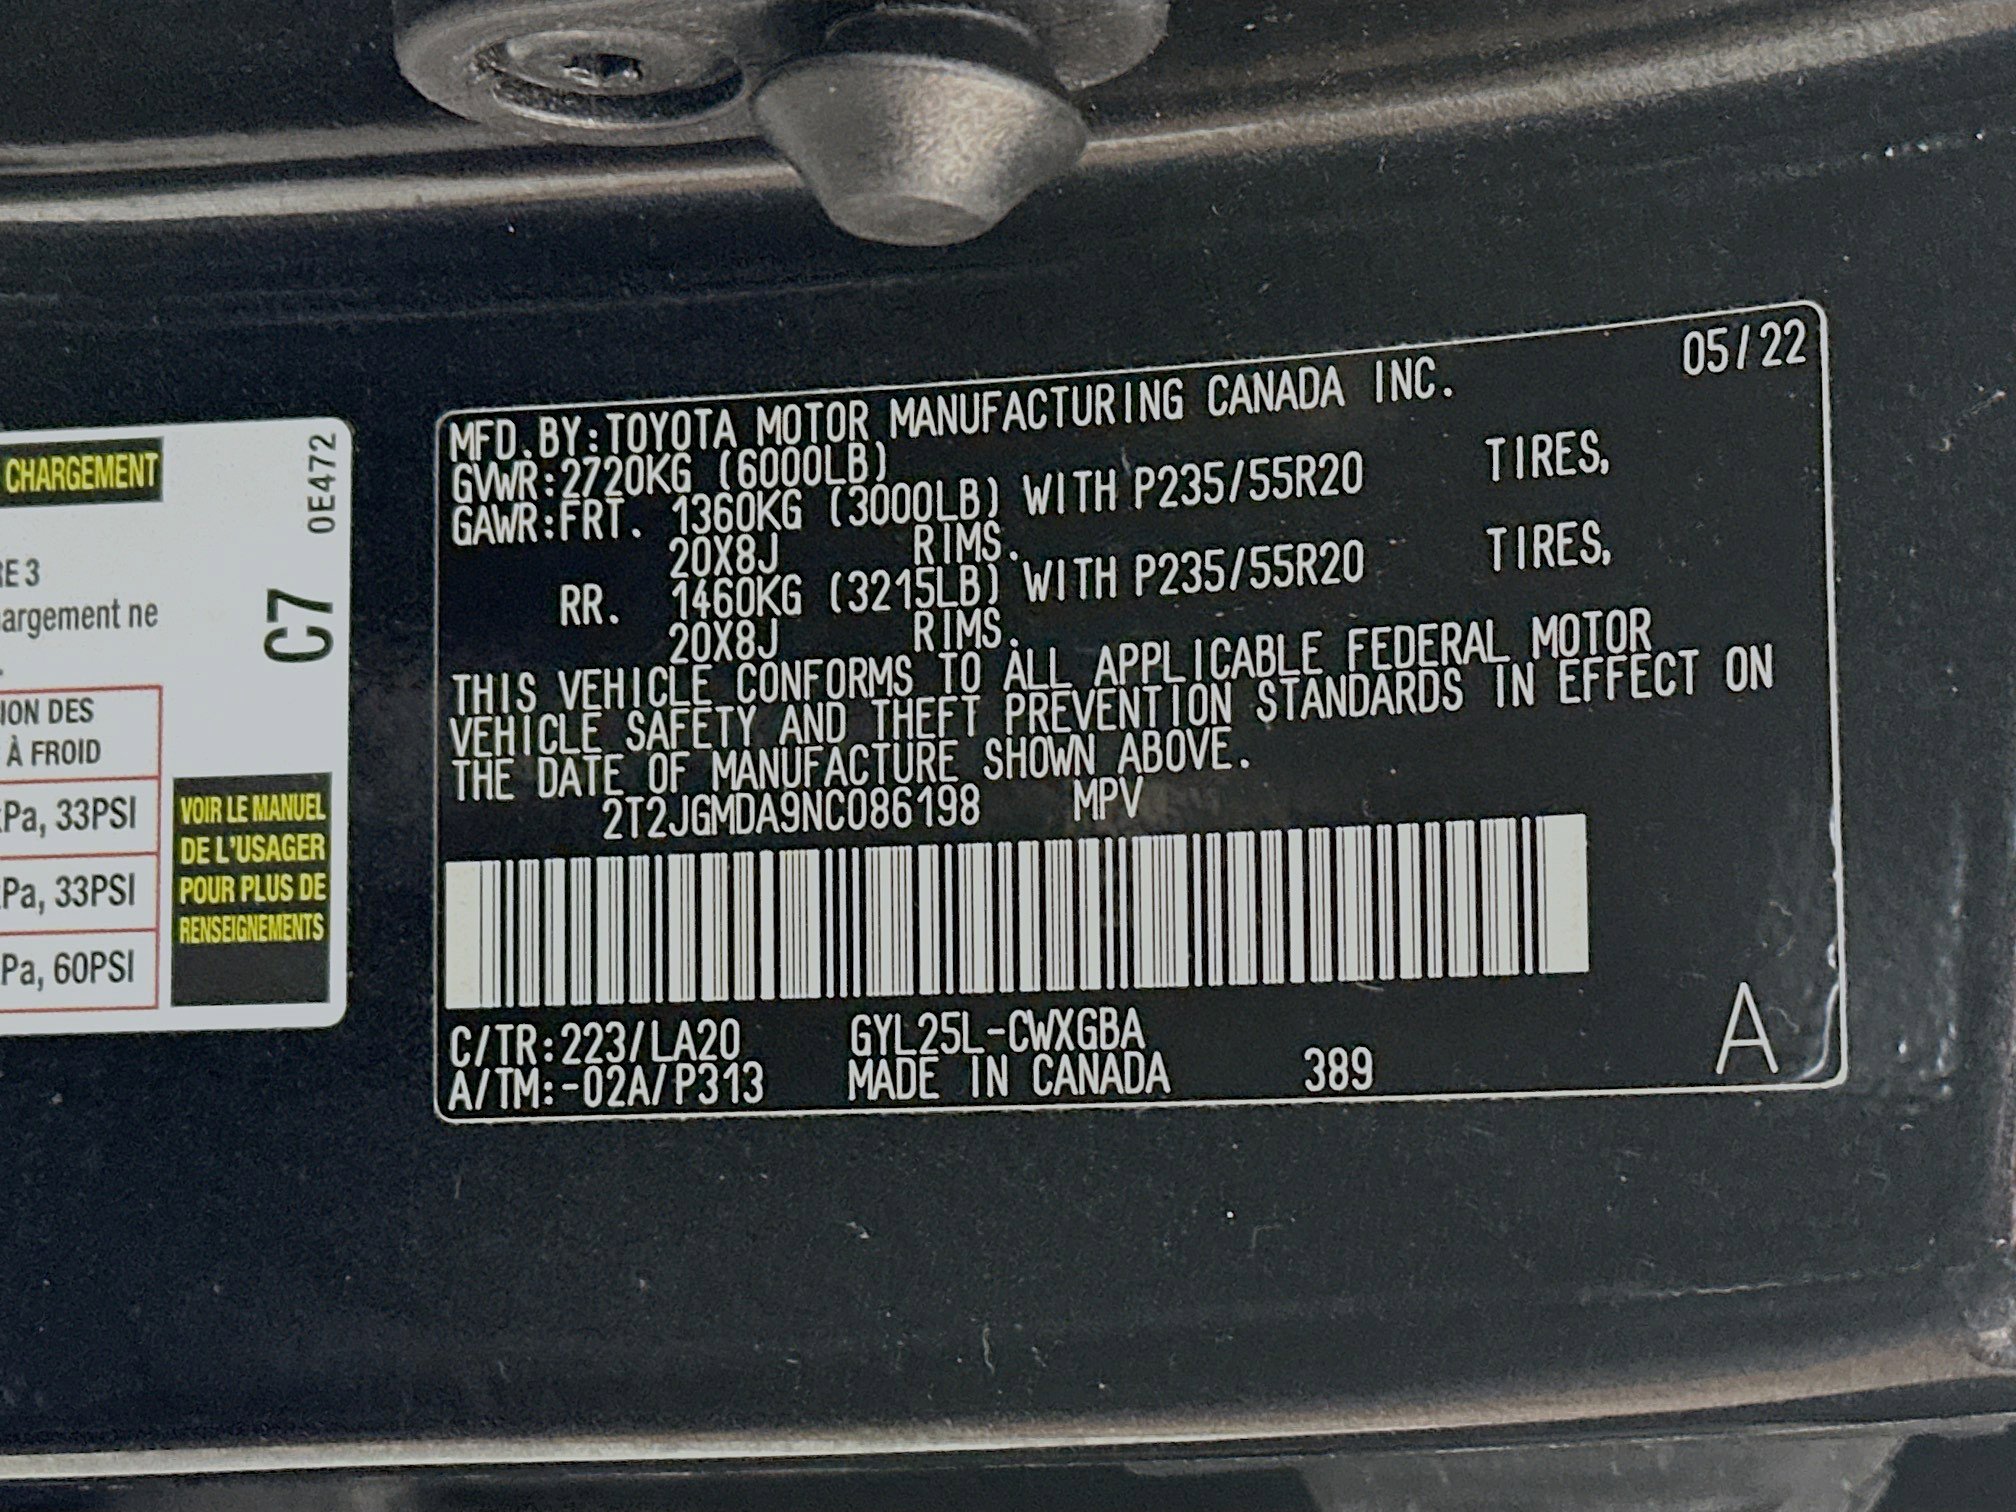 CHARGEMENT
0E472
RE 3
argement ne
C7
ION DES
À FROID
Pa, 33PSI
Pa, 33PSI
Pa, 60PSI
VOIR LE MANUEL
DE L'USAGER
POUR PLUS DE
RENSEIGNEMENTS
05/22
MFD.BY:TOYOTA MOTOR MANUFACTURING CANADA INC.
GVWR:2720KG (6000LB)
GAWR:FRT. 1360KG (3000LB) WITH P235/55R20 TIRES,
20X8J RIMS.
RR. 1460KG (3215LB) WITH P235/55R20 TIRES,
20X8J RIMS.
THIS VEHICLE CONFORMS TO ALL APPLICABLE FEDERAL MOTOR
VEHICLE SAFETY AND THEFT PREVENTION STANDARDS IN EFFECT ON
THE DATE OF MANUFACTURE SHOWN ABOVE.
2T2JGMDA9NC086198 MPV
C/TR:223/LA20 GYL25L-CWXGBA
A/TM:-02A/P313 MADE IN CANADA 389
A